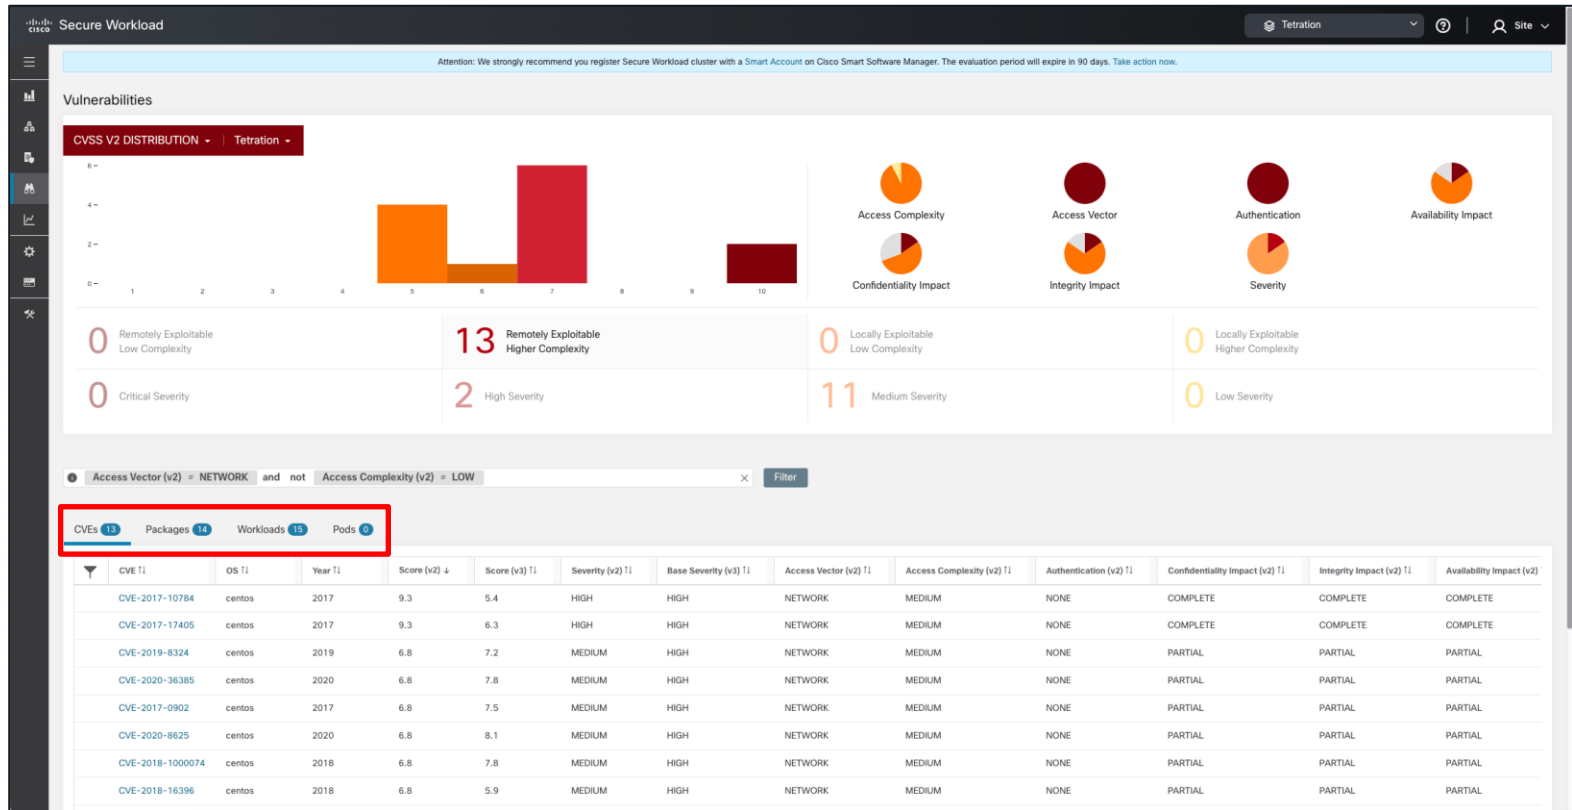 cisco Secure Workload Tetration Site
Attention: We strongly recommend you register Secure Workload cluster with a Smart Account on Cisco Smart Software Manager. The evaluation period will expire in 90 days. Take action now.
Vulnerabilities
CVSS V2 DISTRIBUTION Tetration
6
4
2
0
1 2 3 4 5 6 7 8 9 10
Access Complexity Access Vector Authentication Availability Impact
Confidentiality Impact Integrity Impact Severity
0 Remotely Exploitable
Low Complexity
13 Remotely Exploitable
Higher Complexity
0 Locally Exploitable
Low Complexity
0 Locally Exploitable
Higher Complexity
0 Critical Severity
2 High Severity
11 Medium Severity
0 Low Severity
Access Vector (v2) = NETWORK and not Access Complexity (v2) = LOW × Filter
CVEs 13 Packages 14 Workloads 15 Pods 0
CVE ↑↓ OS ↑↓ Year ↑↓ Score (v2) ↓ Score (v3) ↑↓ Severity (v2) ↑↓ Base Severity (v3) ↑↓ Access Vector (v2) ↑↓ Access Complexity (v2) ↑↓ Authentication (v2) ↑↓ Confidentiality Impact (v2) ↑↓ Integrity Impact (v2) ↑↓ Availability Impact (v2)
CVE-2017-10784 centos 2017 9.3 5.4 HIGH HIGH NETWORK MEDIUM NONE COMPLETE COMPLETE COMPLETE
CVE-2017-17405 centos 2017 9.3 6.3 HIGH HIGH NETWORK MEDIUM NONE COMPLETE COMPLETE COMPLETE
CVE-2019-8324 centos 2019 6.8 7.2 MEDIUM HIGH NETWORK MEDIUM NONE PARTIAL PARTIAL PARTIAL
CVE-2020-36385 centos 2020 6.8 7.8 MEDIUM HIGH NETWORK MEDIUM NONE PARTIAL PARTIAL PARTIAL
CVE-2017-0902 centos 2017 6.8 7.5 MEDIUM HIGH NETWORK MEDIUM NONE PARTIAL PARTIAL PARTIAL
CVE-2020-8625 centos 2020 6.8 8.1 MEDIUM HIGH NETWORK MEDIUM NONE PARTIAL PARTIAL PARTIAL
CVE-2018-1000074 centos 2018 6.8 7.8 MEDIUM HIGH NETWORK MEDIUM NONE PARTIAL PARTIAL PARTIAL
CVE-2018-16396 centos 2018 6.8 5.9 MEDIUM HIGH NETWORK MEDIUM NONE PARTIAL PARTIAL PARTIAL